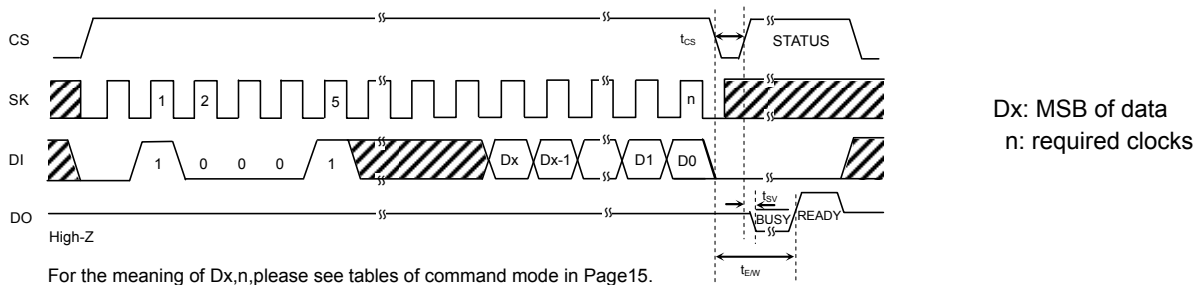 CS
tCS
STATUS
SK
1 2 5 n
DI
1 0 0 0 1 Dx Dx-1 D1 D0
DO
tSV
BUSY READY
High-Z
tE/W
For the meaning of Dx,n,please see tables of command mode in Page15.
Dx: MSB of data
n: required clocks